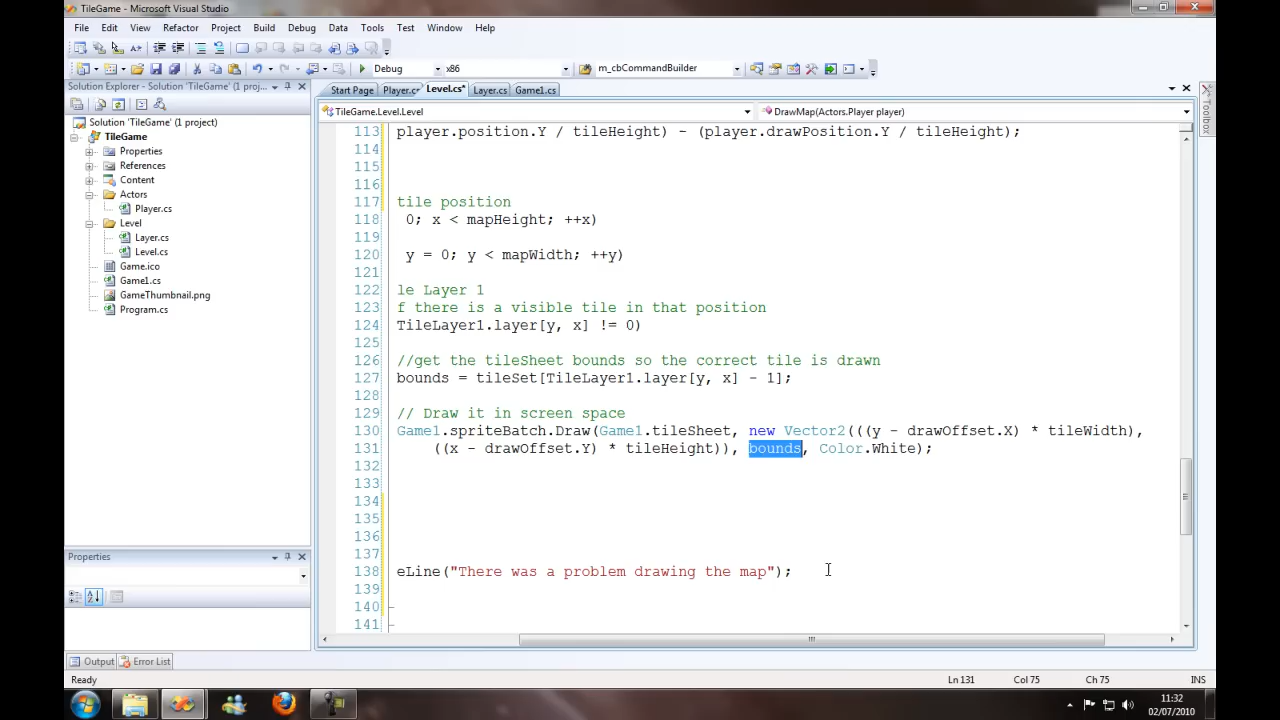 TileGame - Microsoft Visual Studio
File Edit View Refactor Project Build Debug Data Tools Test Window Help
Debug x86 m_cbCommandBuilder
Solution Explorer - TileGame (1 proj...
Start Page Player.cs Level.cs* Layer.cs Game1.cs
TileGame.Level.Level DrawMap(Actors.Player player)
Toolbox
Solution 'TileGame' (1 project)
TileGame
Properties
References
Content
Actors
Player.cs
Level
Layer.cs
Level.cs
Game.ico
Game1.cs
GameThumbnail.png
Program.cs
Properties
113 player.position.Y / tileHeight) - (player.drawPosition.Y / tileHeight);
114
115
116
117 tile position
118 0; x < mapHeight; ++x)
119
120 y = 0; y < mapWidth; ++y)
121
122 le Layer 1
123 f there is a visible tile in that position
124 TileLayer1.layer[y, x] != 0)
125
126 //get the tileSheet bounds so the correct tile is drawn
127 bounds = tileSet[TileLayer1.layer[y, x] - 1];
128
129 // Draw it in screen space
130 Game1.spriteBatch.Draw(Game1.tileSheet, new Vector2(((y - drawOffset.X) * tileWidth),
131 ((x - drawOffset.Y) * tileHeight)), bounds, Color.White);
132
133
134
135
136
137
138 eLine("There was a problem drawing the map");
139
140
141
Output Error List
Ready Ln 131 Col 75 Ch 75 INS
11:32
02/07/2010